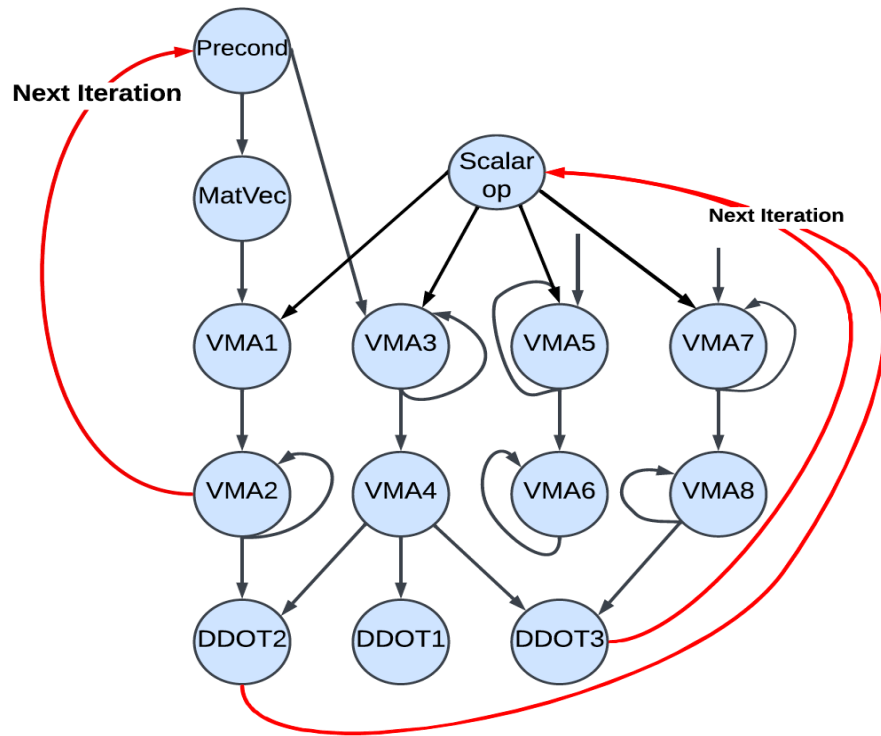 Precond
Next Iteration
Scalar
op
MatVec
Next Iteration
VMA1
VMA3
VMA5
VMA7
VMA2
VMA4
VMA6
VMA8
DDOT2
DDOT1
DDOT3